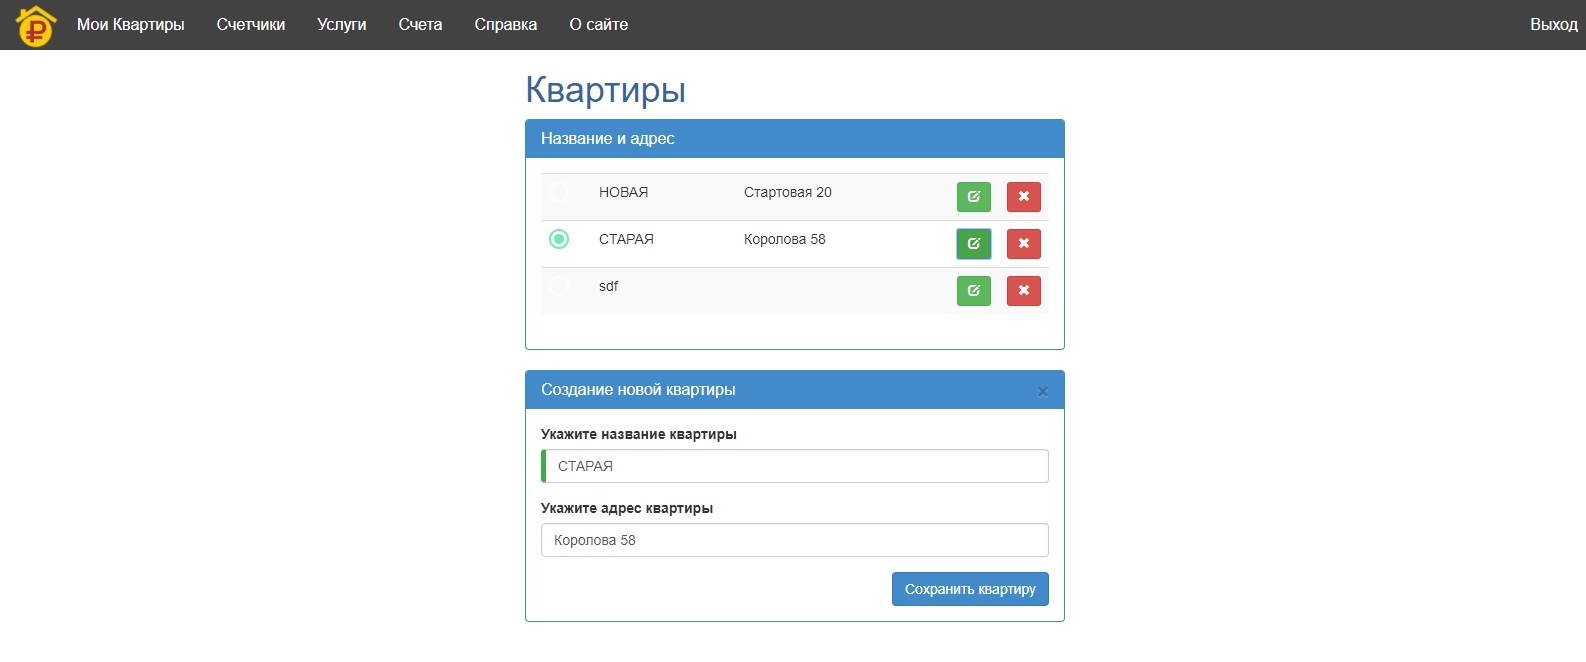 Мои Квартиры Счетчики Услуги Счета Справка О сайте Выход
Квартиры
Название и адрес
НОВАЯ Стартовая 20
СТАРАЯ Королова 58
sdf
Создание новой квартиры ×
Укажите название квартиры
СТАРАЯ
Укажите адрес квартиры
Королова 58
Сохранить квартиру